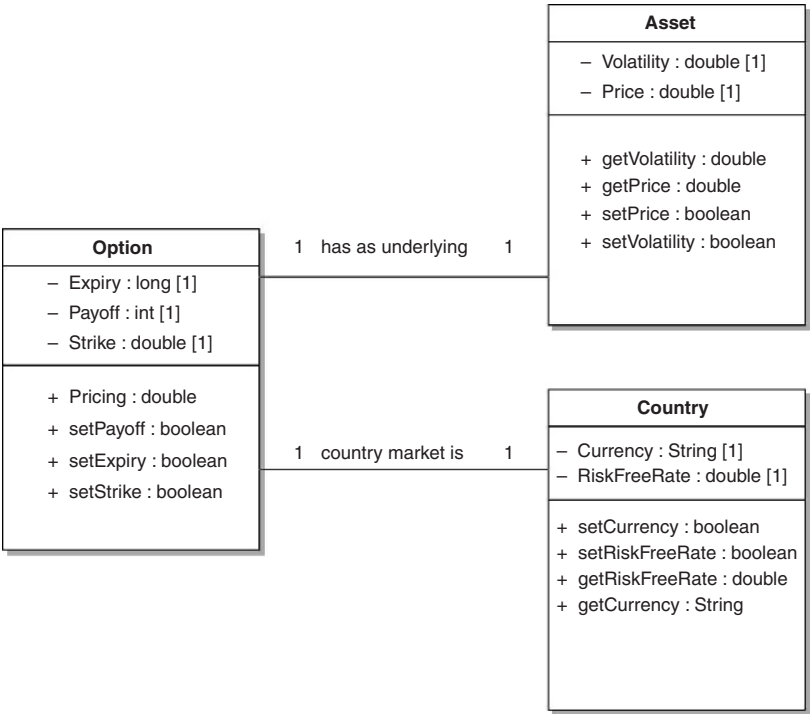 Asset
– Volatility : double [1]
– Price : double [1]
+ getVolatility : double
+ getPrice : double
+ setPrice : boolean
+ setVolatility : boolean
Option
– Expiry : long [1]
– Payoff : int [1]
– Strike : double [1]
+ Pricing : double
+ setPayoff : boolean
+ setExpiry : boolean
+ setStrike : boolean
1 has as underlying 1
1 country market is 1
Country
– Currency : String [1]
– RiskFreeRate : double [1]
+ setCurrency : boolean
+ setRiskFreeRate : boolean
+ getRiskFreeRate : double
+ getCurrency : String